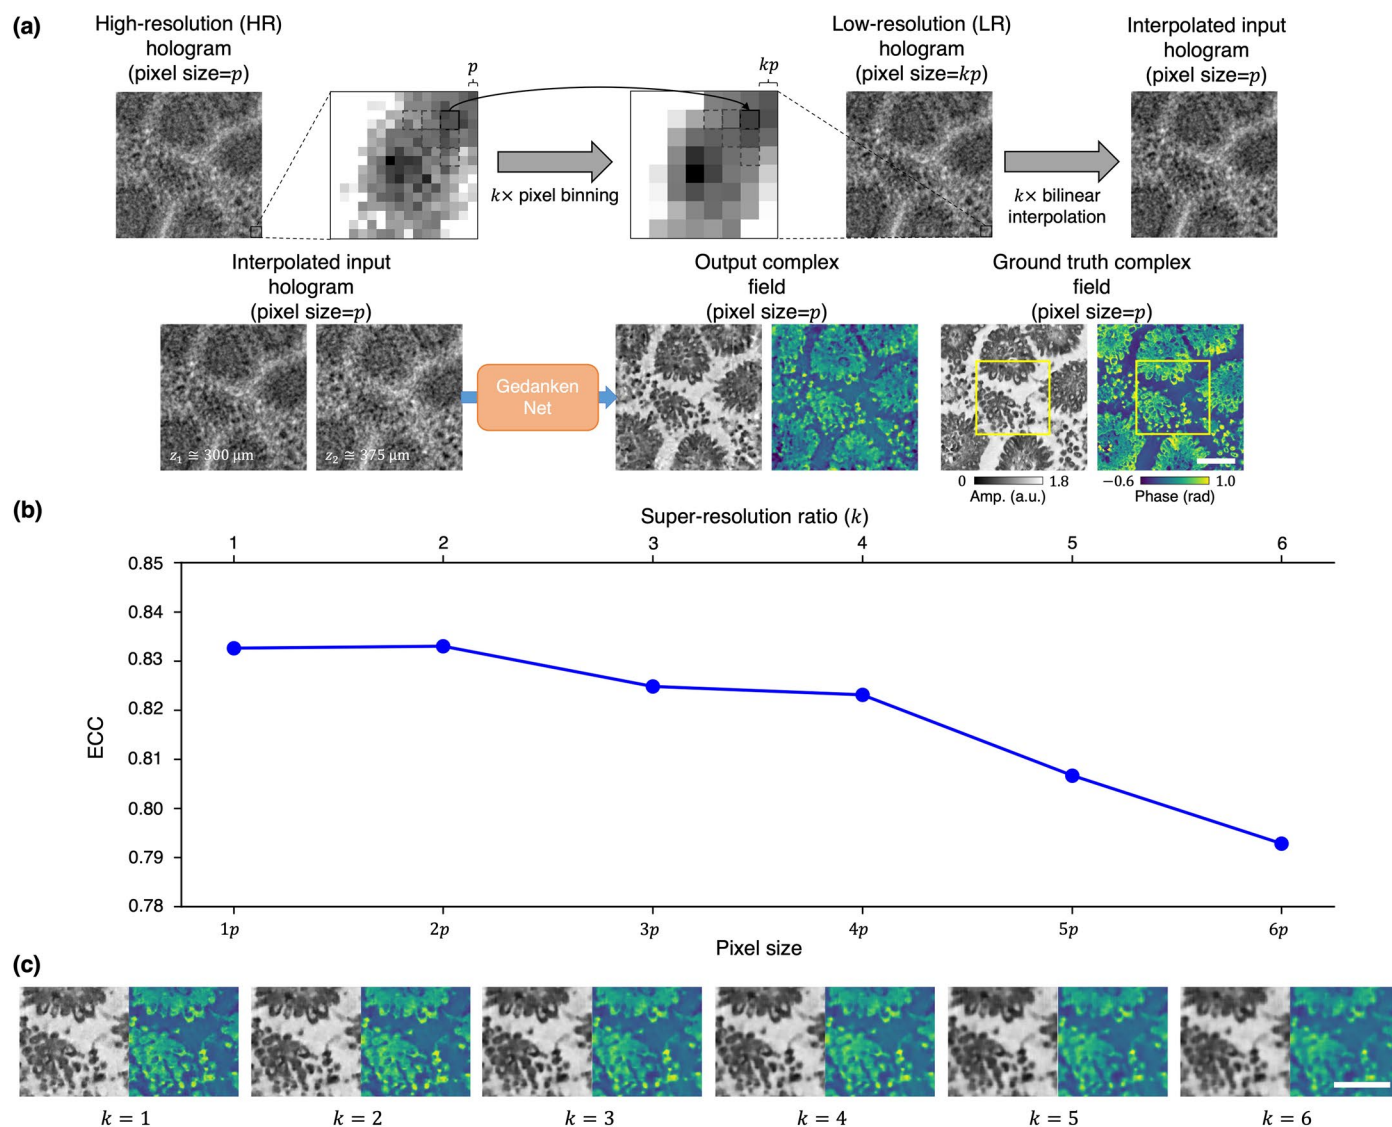 (a)
High-resolution (HR)
hologram
(pixel size=p)
p
k× pixel binning
kp
Low-resolution (LR)
hologram
(pixel size=kp)
k× bilinear
interpolation
Interpolated input
hologram
(pixel size=p)
Interpolated input
hologram
(pixel size=p)
z₁ ≅ 300 μm
z₂ ≅ 375 μm
Gedanken
Net
Output complex
field
(pixel size=p)
Ground truth complex
field
(pixel size=p)
0 1.8
Amp. (a.u.)
−0.6 1.0
Phase (rad)
(b)
Super-resolution ratio (k)
1 2 3 4 5 6
0.85
0.84
0.83
0.82
0.81
0.80
0.79
0.78
ECC
1p 2p 3p 4p 5p 6p
Pixel size
(c)
k = 1 k = 2 k = 3 k = 4 k = 5 k = 6